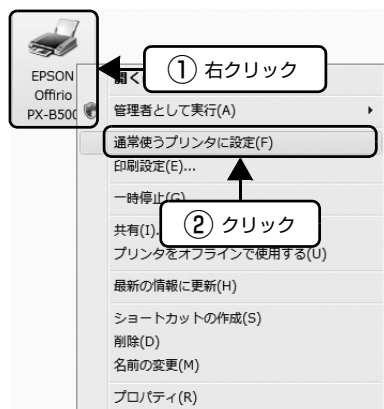 EPSON
Offirio
PX-B500
① 右クリック
開く
管理者として実行(A)
通常使うプリンタに設定(F)
印刷設定(E)...
一時停止(G)
② クリック
共有(I)...
プリンタをオフラインで使用する(U)
最新の情報に更新(H)
ショートカットの作成(S)
削除(D)
名前の変更(M)
プロパティ(R)